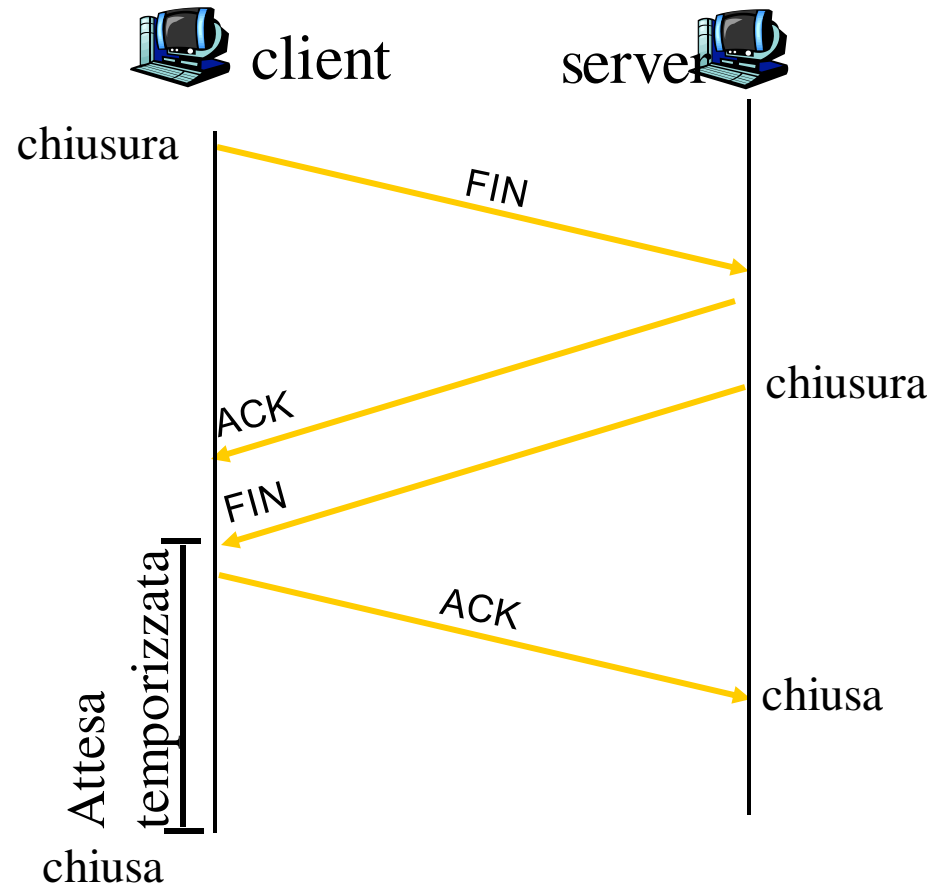 client
server
chiusura
FIN
chiusura
ACK
FIN
ACK
Attesa
temporizzata
chiusa
chiusa